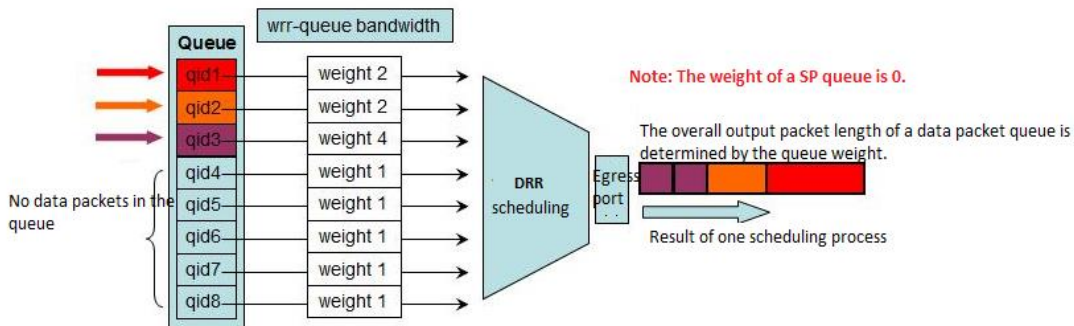 wrr-queue bandwidth
Queue
qid1
weight 2
qid2
weight 2
qid3
weight 4
qid4
weight 1
qid5
weight 1
qid6
weight 1
qid7
weight 1
qid8
weight 1
No data packets in the
queue
DRR
scheduling
Egress
port
Note: The weight of a SP queue is 0.
The overall output packet length of a data packet queue is
determined by the queue weight.
Result of one scheduling process